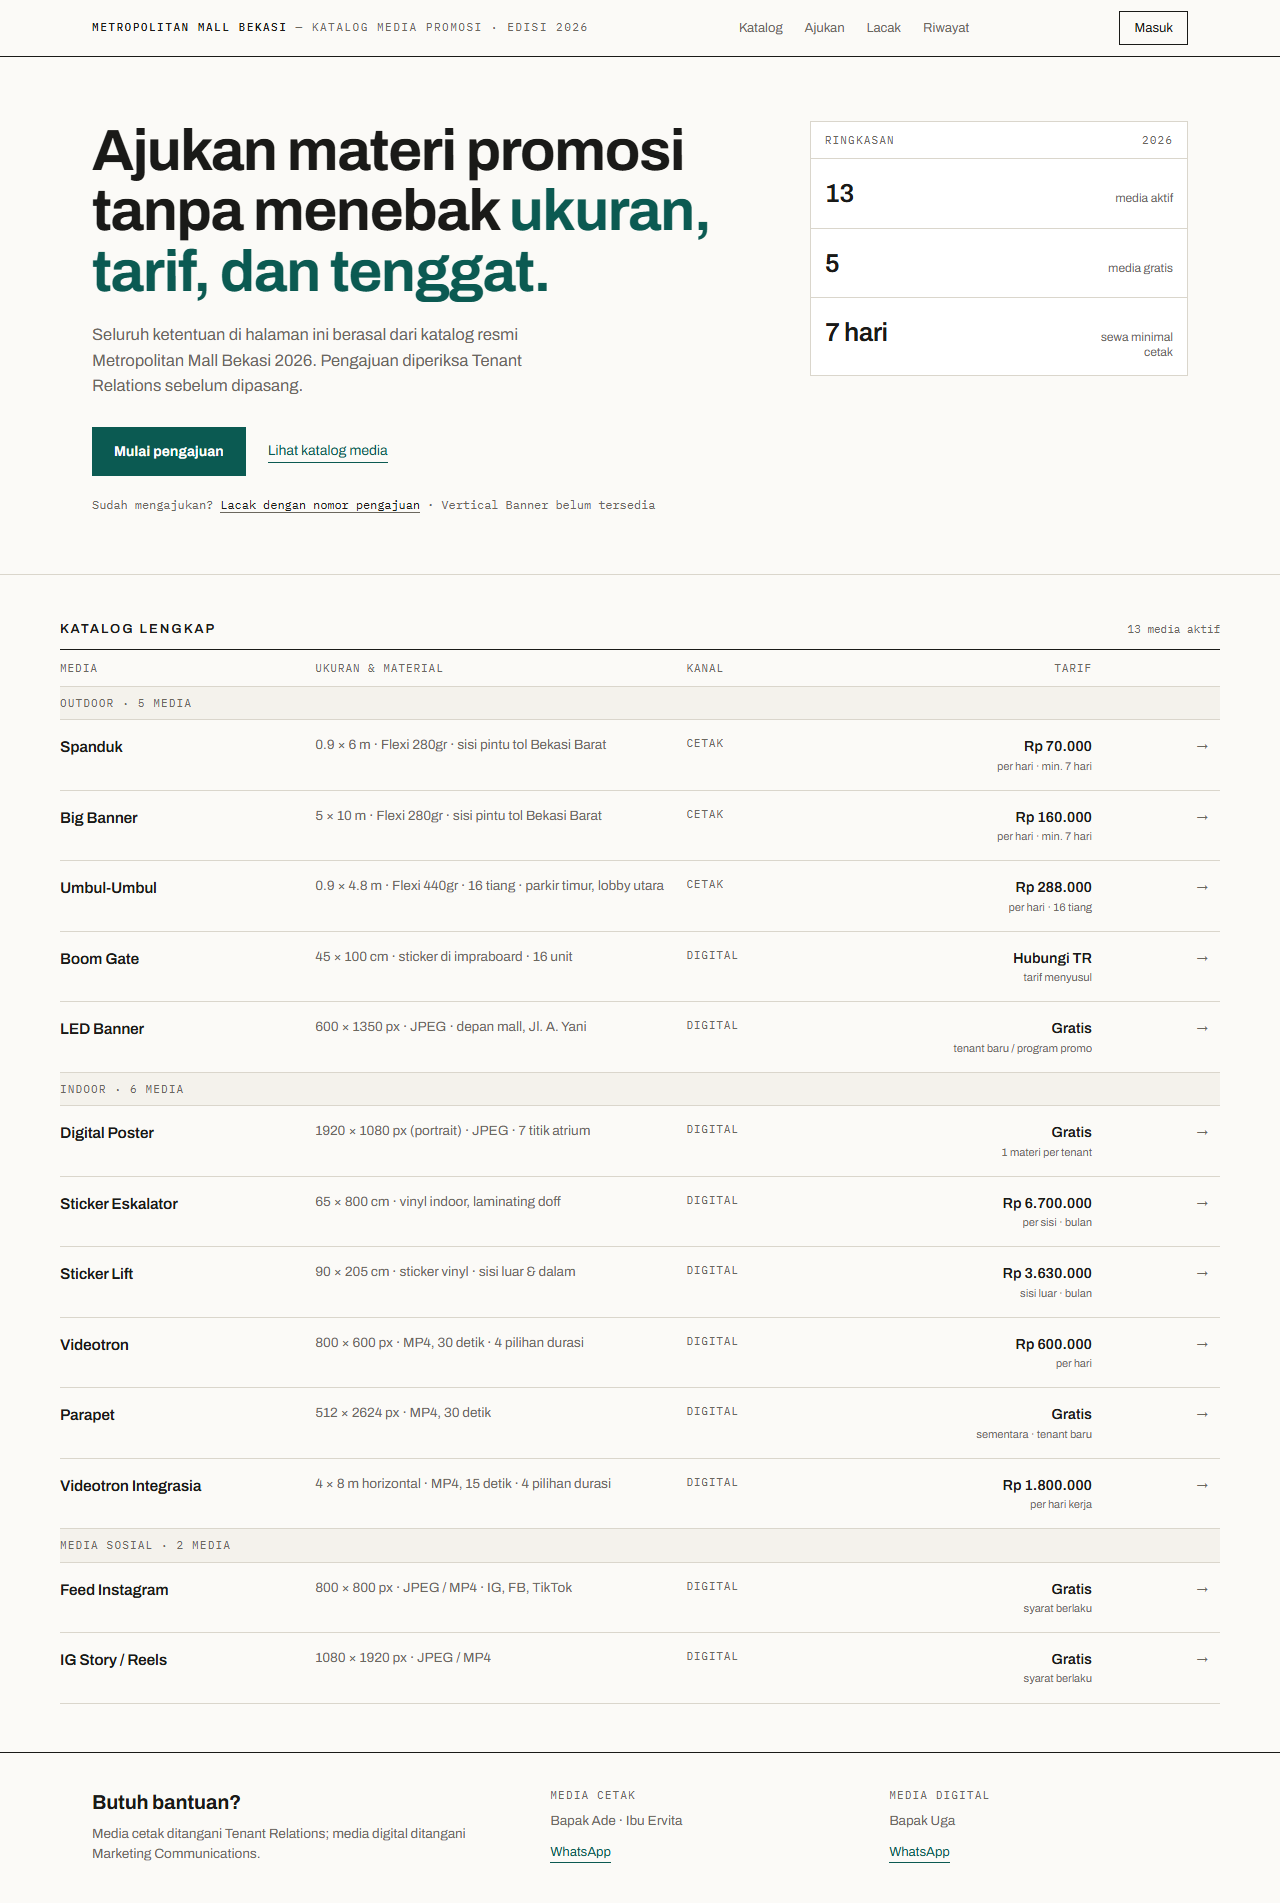 METROPOLITAN MALL BEKASI — KATALOG MEDIA PROMOSI · EDISI 2026
Katalog Ajukan Lacak Riwayat
Masuk
Ajukan materi promosi
tanpa menebak ukuran,
tarif, dan tenggat.
Seluruh ketentuan di halaman ini berasal dari katalog resmi
Metropolitan Mall Bekasi 2026. Pengajuan diperiksa Tenant
Relations sebelum dipasang.
Mulai pengajuan Lihat katalog media
Sudah mengajukan? Lacak dengan nomor pengajuan · Vertical Banner belum tersedia
RINGKASAN 2026
13 media aktif
5 media gratis
7 hari sewa minimal
cetak
KATALOG LENGKAP 13 media aktif
MEDIA UKURAN & MATERIAL KANAL TARIF
OUTDOOR · 5 MEDIA
Spanduk 0.9 × 6 m · Flexi 280gr · sisi pintu tol Bekasi Barat CETAK Rp 70.000 →
per hari · min. 7 hari
Big Banner 5 × 10 m · Flexi 280gr · sisi pintu tol Bekasi Barat CETAK Rp 160.000 →
per hari · min. 7 hari
Umbul-Umbul 0.9 × 4.8 m · Flexi 440gr · 16 tiang · parkir timur, lobby utara CETAK Rp 288.000 →
per hari · 16 tiang
Boom Gate 45 × 100 cm · sticker di impraboard · 16 unit DIGITAL Hubungi TR →
tarif menyusul
LED Banner 600 × 1350 px · JPEG · depan mall, Jl. A. Yani DIGITAL Gratis →
tenant baru / program promo
INDOOR · 6 MEDIA
Digital Poster 1920 × 1080 px (portrait) · JPEG · 7 titik atrium DIGITAL Gratis →
1 materi per tenant
Sticker Eskalator 65 × 800 cm · vinyl indoor, laminating doff DIGITAL Rp 6.700.000 →
per sisi · bulan
Sticker Lift 90 × 205 cm · sticker vinyl · sisi luar & dalam DIGITAL Rp 3.630.000 →
sisi luar · bulan
Videotron 800 × 600 px · MP4, 30 detik · 4 pilihan durasi DIGITAL Rp 600.000 →
per hari
Parapet 512 × 2624 px · MP4, 30 detik DIGITAL Gratis →
sementara · tenant baru
Videotron Integrasia 4 × 8 m horizontal · MP4, 15 detik · 4 pilihan durasi DIGITAL Rp 1.800.000 →
per hari kerja
MEDIA SOSIAL · 2 MEDIA
Feed Instagram 800 × 800 px · JPEG / MP4 · IG, FB, TikTok DIGITAL Gratis →
syarat berlaku
IG Story / Reels 1080 × 1920 px · JPEG / MP4 DIGITAL Gratis →
syarat berlaku
Butuh bantuan?
Media cetak ditangani Tenant Relations; media digital ditangani
Marketing Communications.
MEDIA CETAK
Bapak Ade · Ibu Ervita
WhatsApp
MEDIA DIGITAL
Bapak Uga
WhatsApp